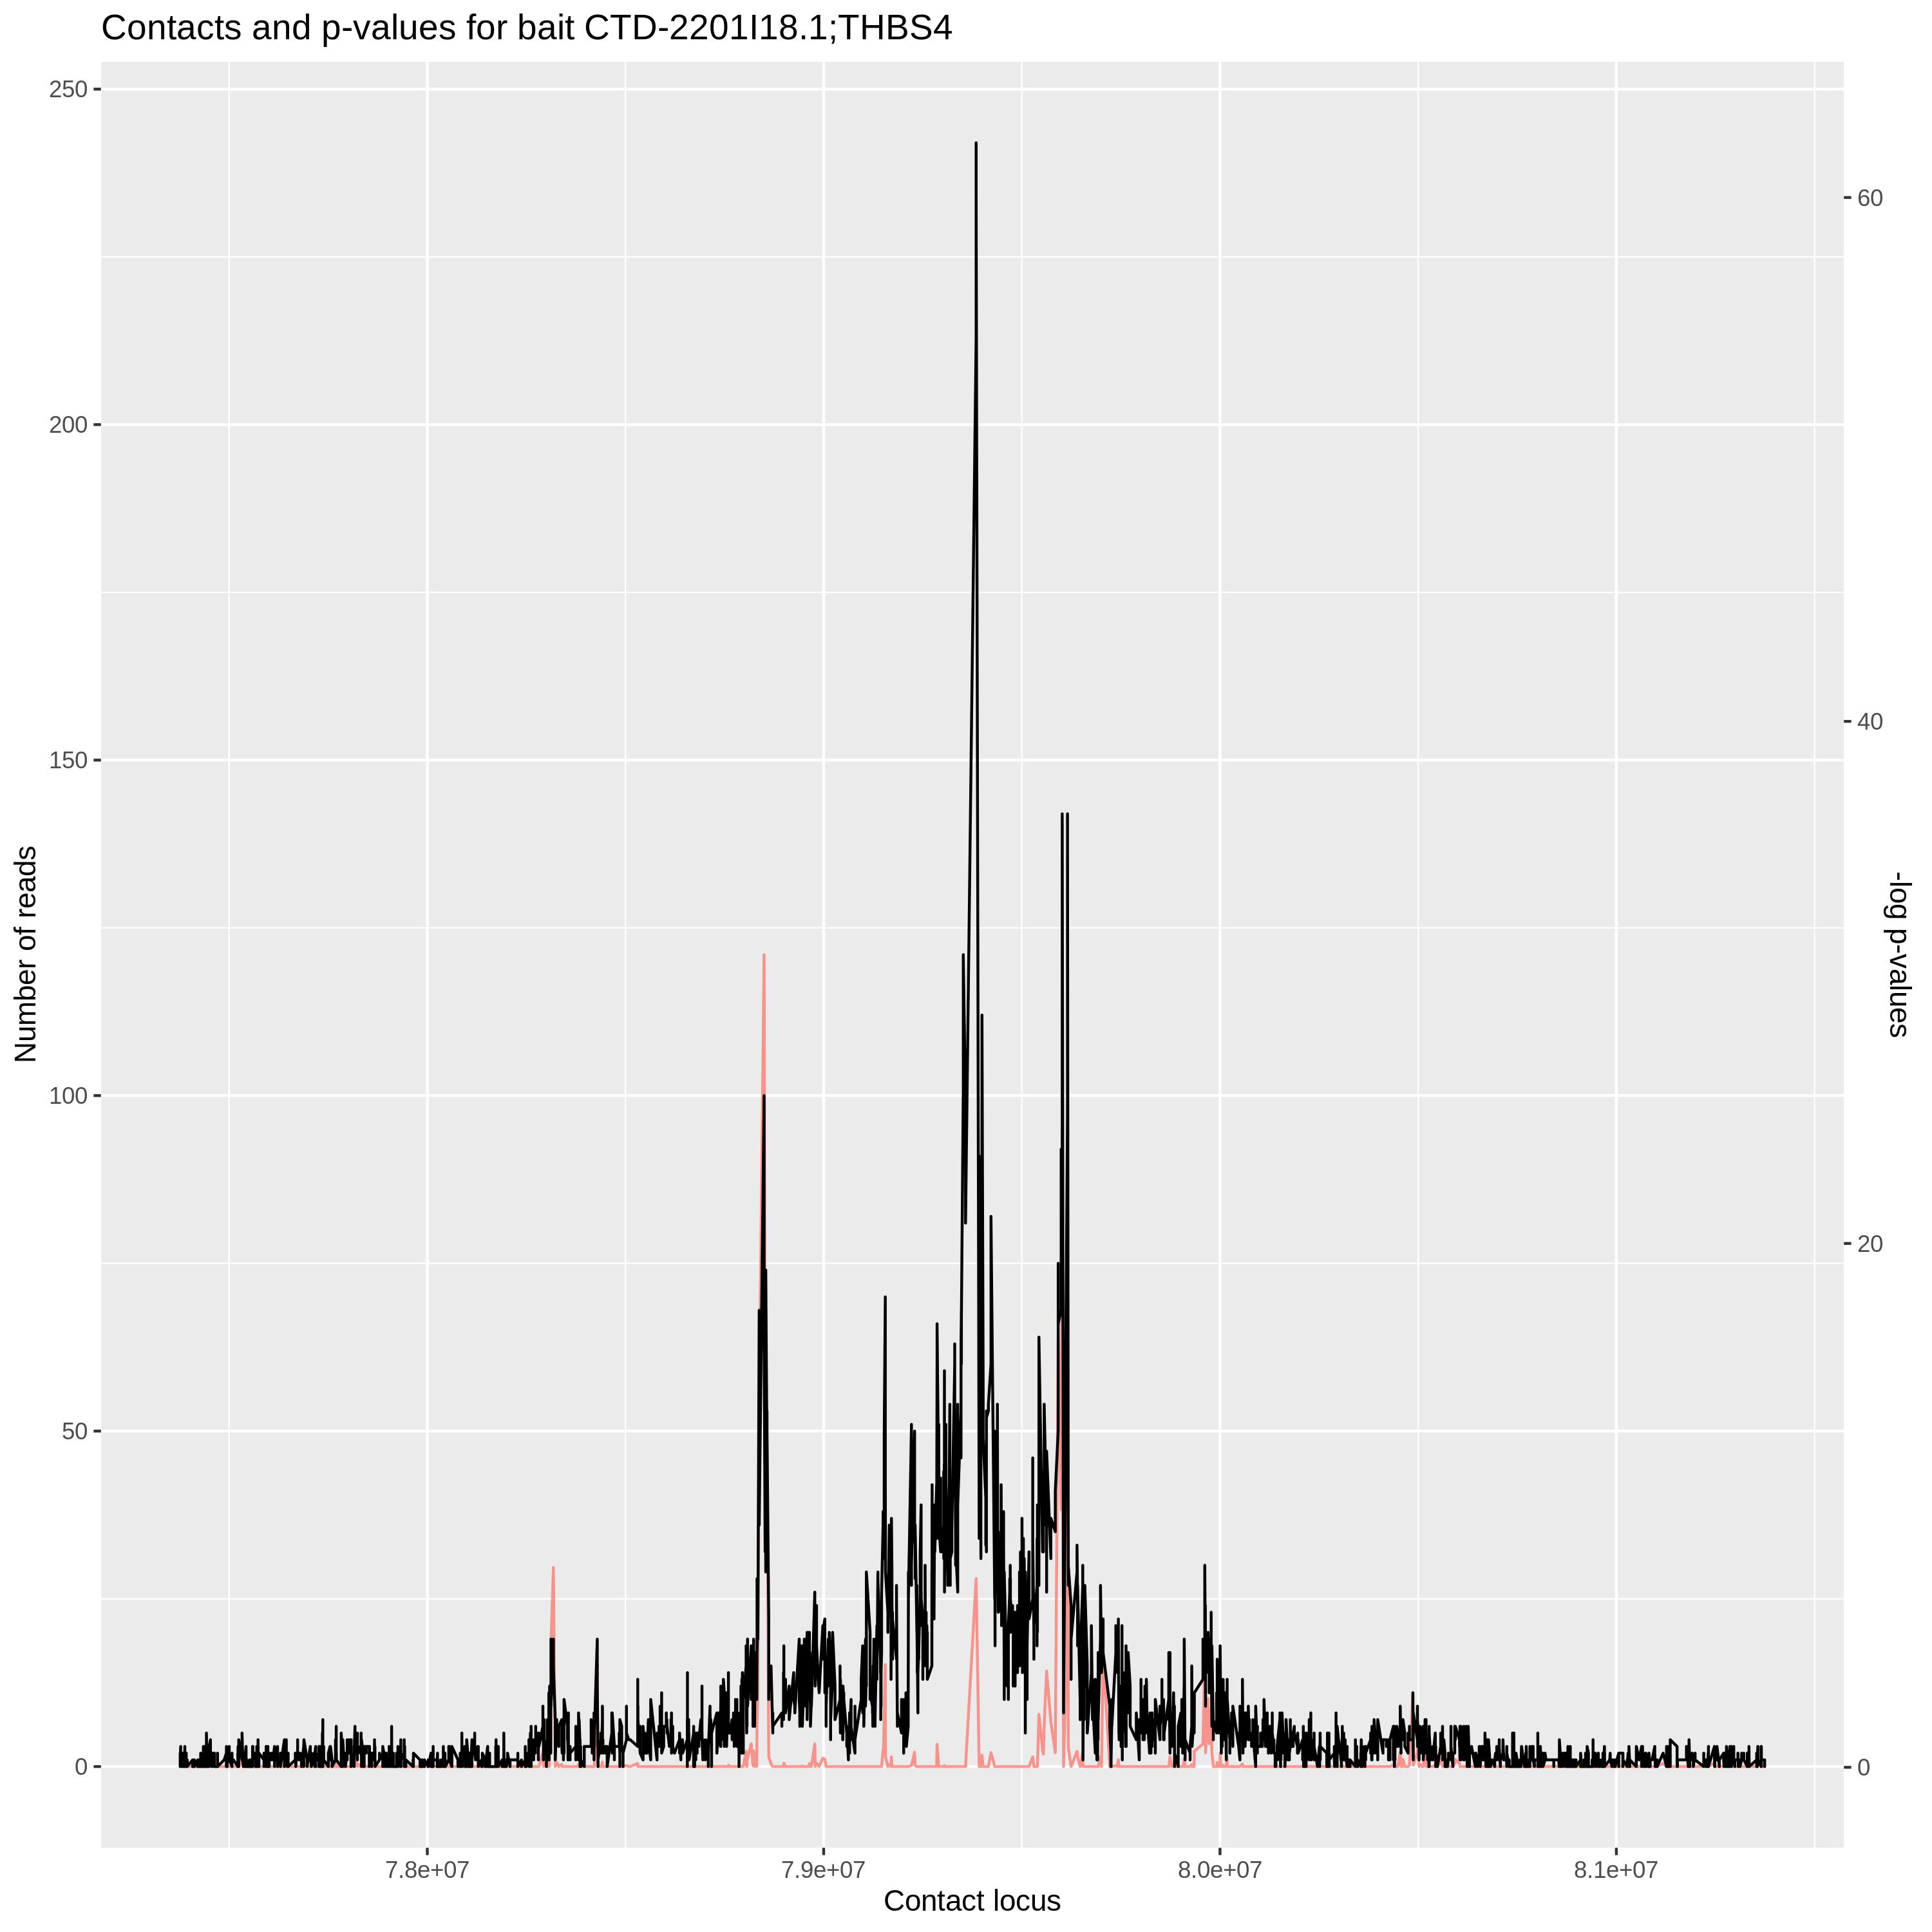 Contacts and p-values for bait CTD-2201I18.1;THBS4
250
200
150
100
50
0
Number of reads
60
40
20
0
-log p-values
7.8e+07
7.9e+07
8.0e+07
8.1e+07
Contact locus